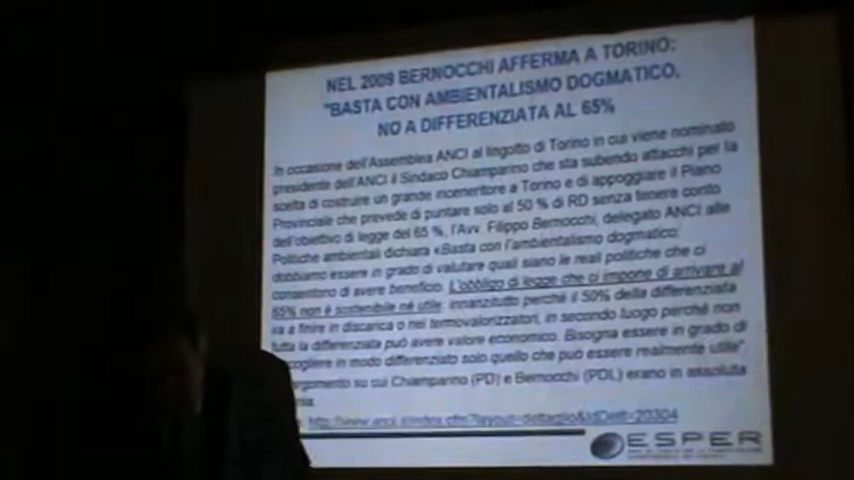 NEL 2009 BERNOCCHI AFFERMA A TORINO:
"BASTA CON AMBIENTALISMO DOGMATICO,
NO A DIFFERENZIATA AL 65%
In occasione dell'Assemblea ANCI al lingotto di Torino in cui viene nominato
presidente dell'ANCI il Sindaco Chiamparino che sta subendo attacchi per la
scelta di costruire un grande inceneritore a Torino e di appoggiare il Piano
Provinciale che prevede di puntare solo al 50 % di RD senza tenere conto
dell'obiettivo di legge del 65 %, l'Avv. Filippo Bernocchi, delegato ANCI alle
Politiche ambientali dichiara «Basta con l'ambientalismo dogmatico:
dobbiamo essere in grado di valutare quali siano le reali politiche che ci
consentono di avere benefici. L'obbligo di legge che ci impone di arrivare al
65% non è sostenibile né utile: innanzitutto perché il 50% della differenziata
va a finire in discarica o nei termovalorizzatori, in secondo luogo perché non
tutta la differenziata può avere valore economico. Bisogna essere in grado di
cogliere in modo differenziato solo quello che può essere realmente utile"
argomento su cui Chiamparino (PD) e Bernocchi (PDL) erano in assoluta
nia
ESPER